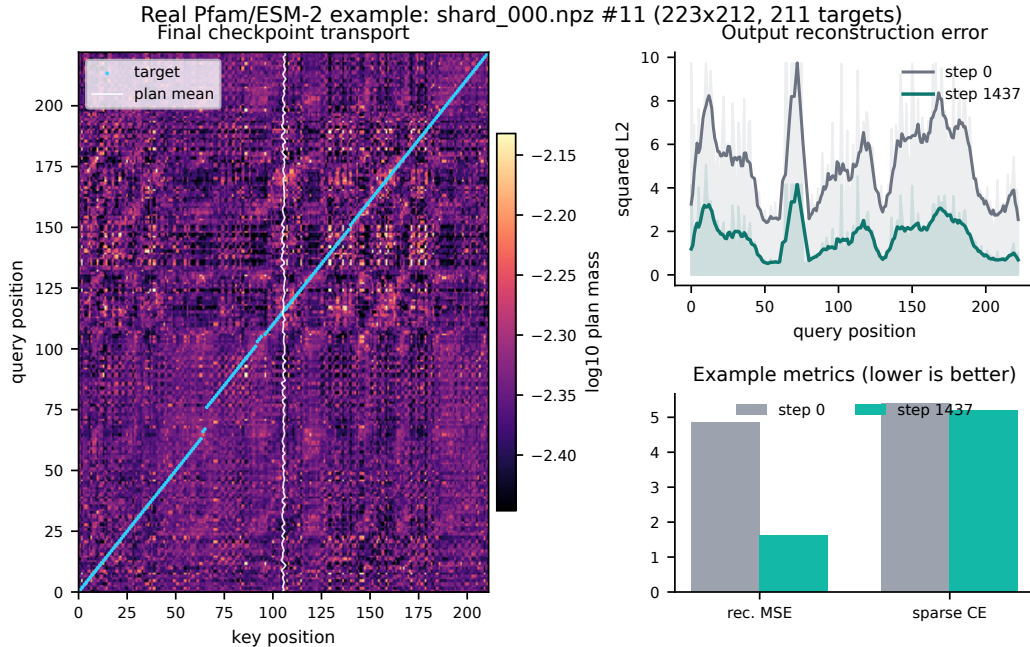 Real Pfam/ESM-2 example: shard_000.npz #11 (223x212, 211 targets)
Final checkpoint transport
target
plan mean
200
175
150
125
100
75
50
25
0
query position
0
25
50
75
100
125
150
175
200
key position
−2.15
−2.20
−2.25
−2.30
−2.35
−2.40
log10 plan mass
Output reconstruction error
step 0
step 1437
10
8
6
4
2
0
squared L2
0
50
100
150
200
query position
Example metrics (lower is better)
step 0
step 1437
5
4
3
2
1
0
rec. MSE
sparse CE